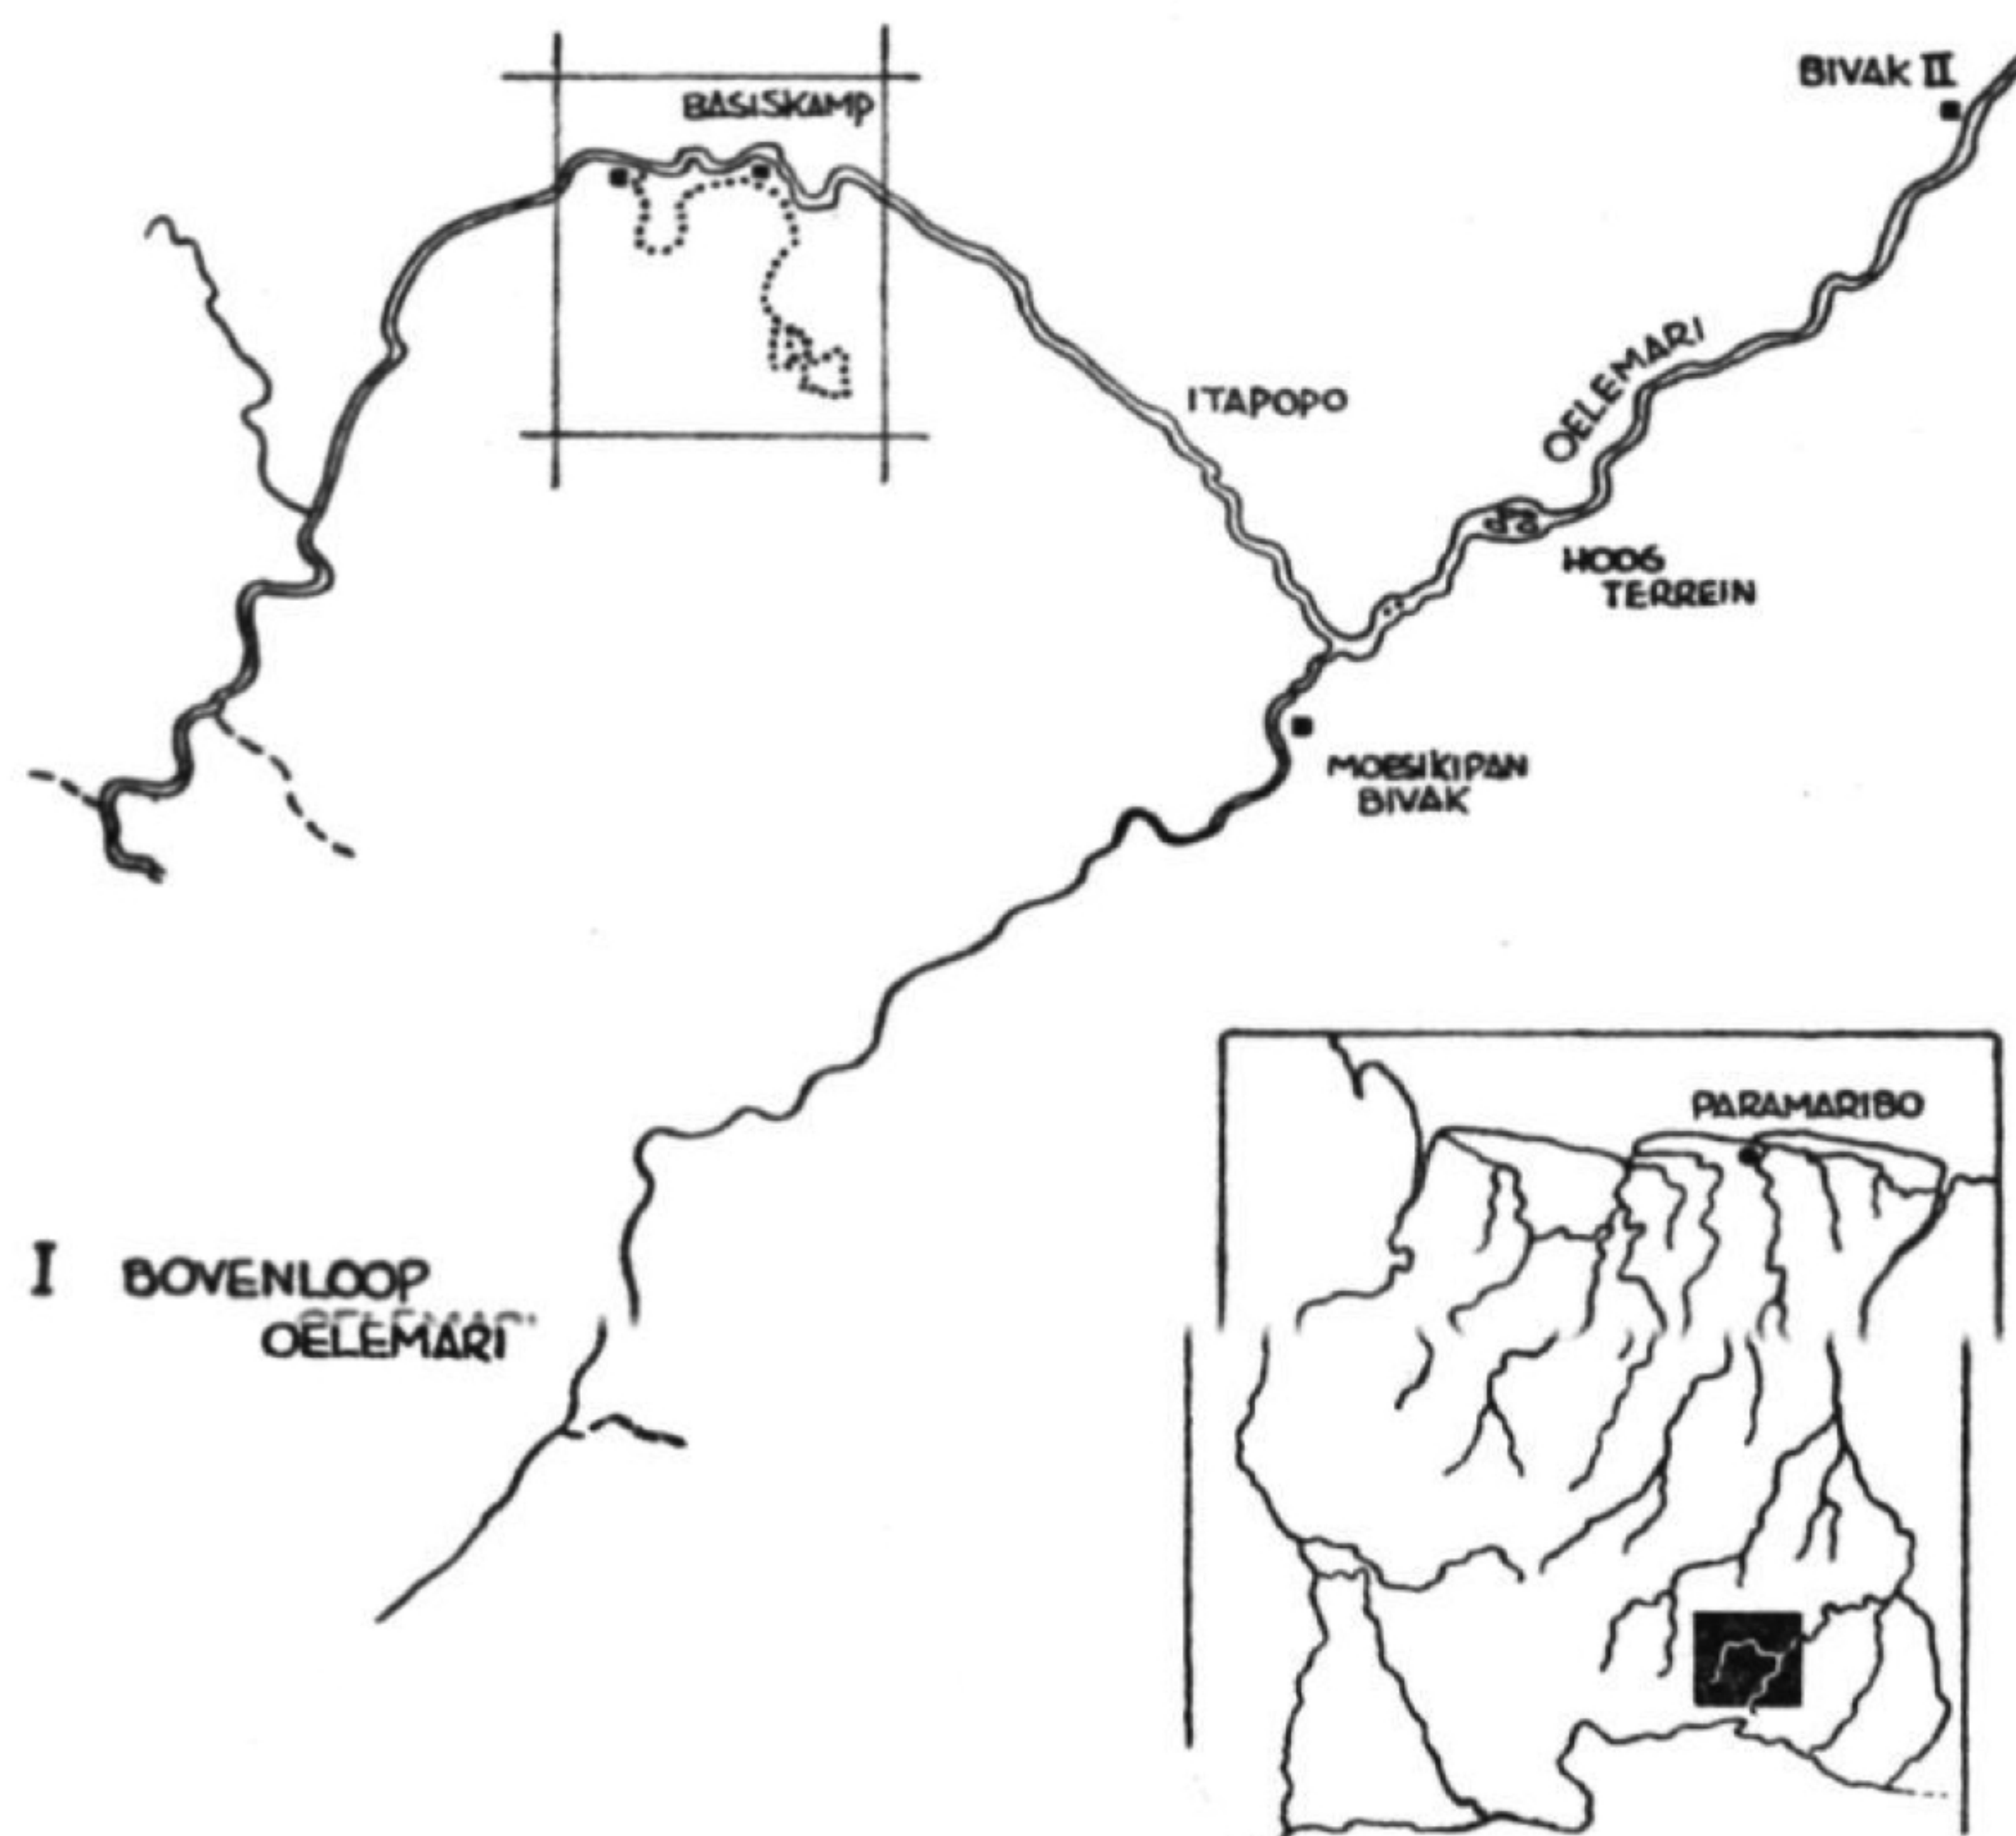 BIVAK II
BASISKAMP
ITAPOPO
OELEMARI
HOOG
TERREIN
MOESIKIPAN
BIVAK
PARAMARIBO
I BOVENLOOP
OELEMARI